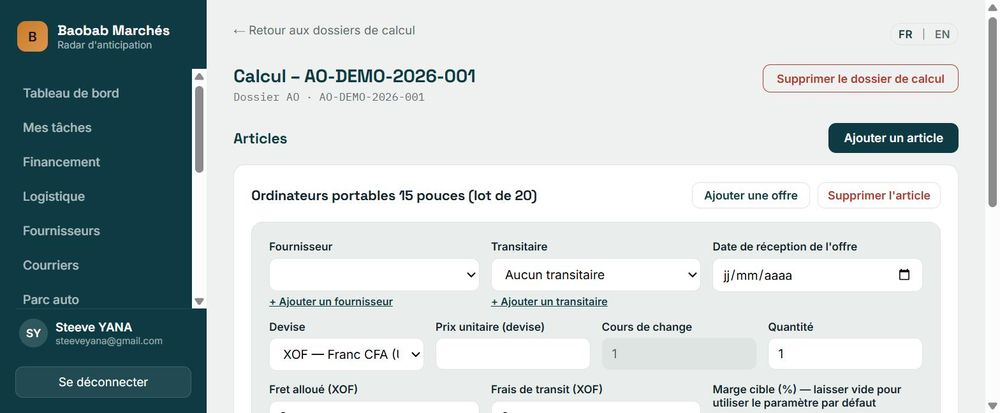 B
Baobab Marchés
Radar d'anticipation
Tableau de bord
Mes tâches
Financement
Logistique
Fournisseurs
Courriers
Parc auto
SY
Steeve YANA
steeveyana@gmail.com
Se déconnecter
← Retour aux dossiers de calcul
FR | EN
Calcul – AO-DEMO-2026-001
Dossier AO · AO-DEMO-2026-001
Supprimer le dossier de calcul
Articles
Ajouter un article
Ordinateurs portables 15 pouces (lot de 20)
Ajouter une offre
Supprimer l'article
Fournisseur
Transitaire
Date de réception de l'offre
Aucun transitaire
jj/mm/aaaa
+ Ajouter un fournisseur
+ Ajouter un transitaire
Devise
Prix unitaire (devise)
Cours de change
Quantité
XOF — Franc CFA (
1
1
Fret alloué (XOF)
Frais de transit (XOF)
Marge cible (%) — laisser vide pour
utiliser le paramètre par défaut